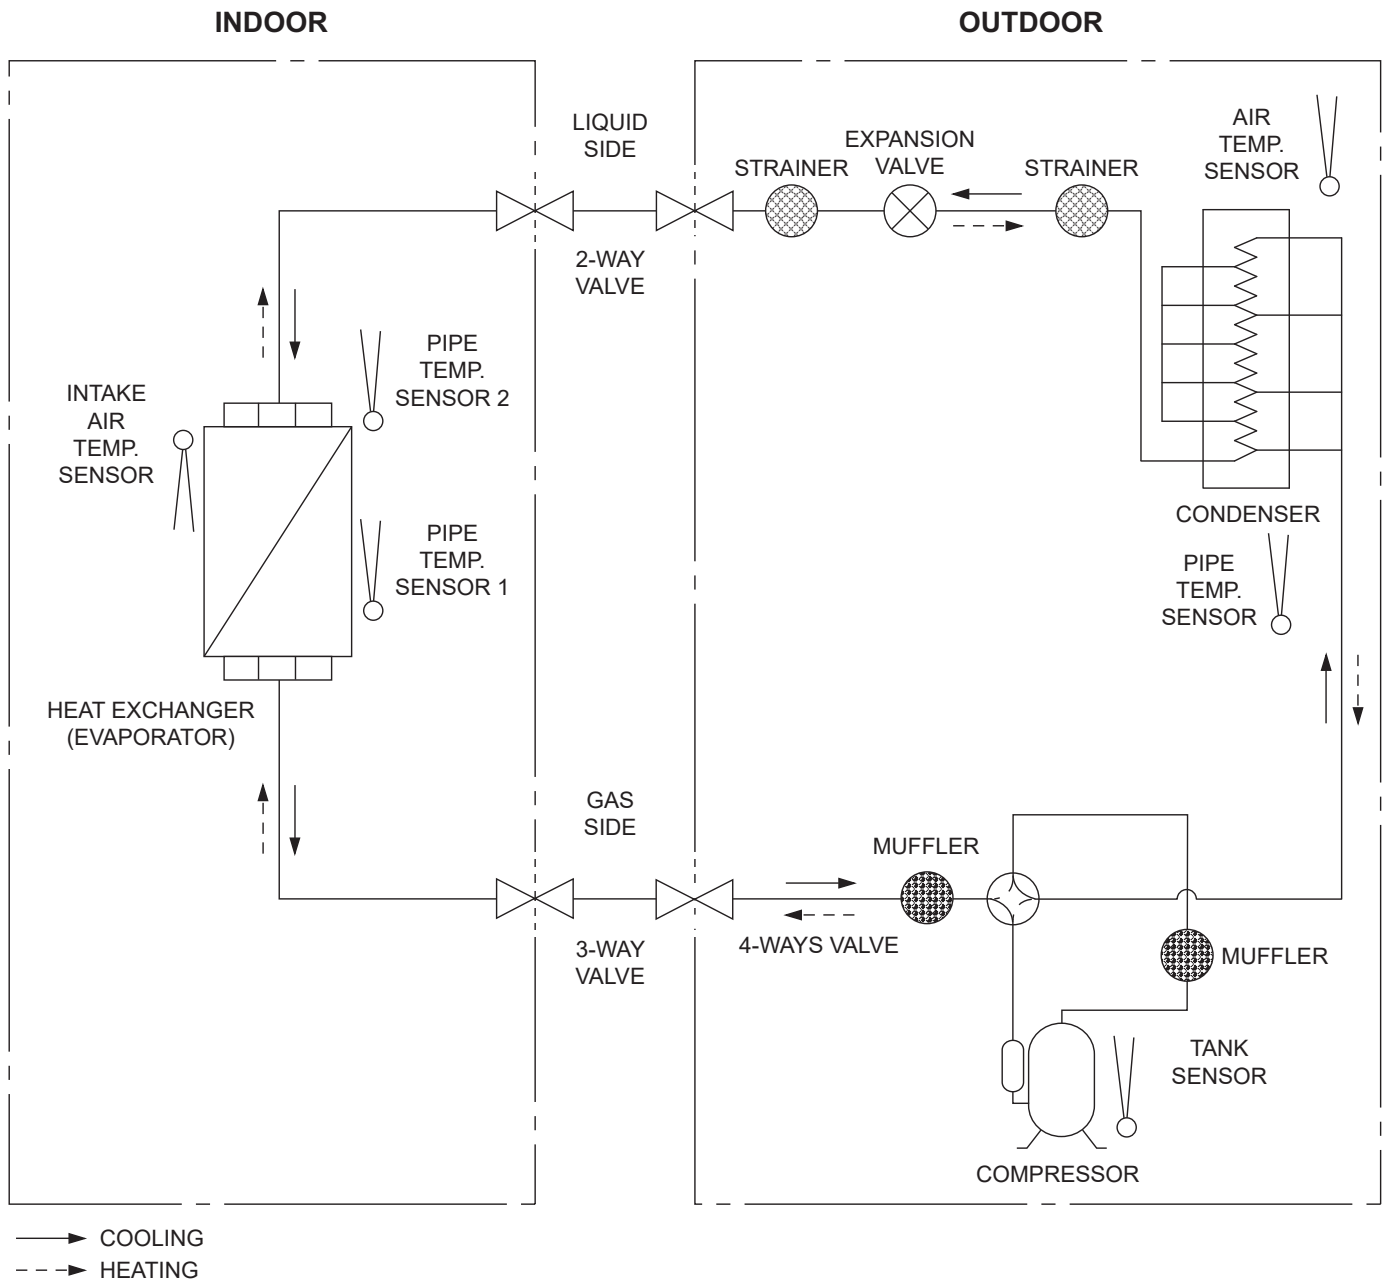 INDOOR
OUTDOOR
LIQUID
SIDE
STRAINER
EXPANSION
VALVE
STRAINER
AIR
TEMP.
SENSOR
2-WAY
VALVE
PIPE
TEMP.
SENSOR 2
INTAKE
AIR
TEMP.
SENSOR
PIPE
TEMP.
SENSOR 1
CONDENSER
PIPE
TEMP.
SENSOR
HEAT EXCHANGER
(EVAPORATOR)
GAS
SIDE
MUFFLER
3-WAY
VALVE
4-WAYS VALVE
MUFFLER
TANK
SENSOR
COMPRESSOR
COOLING
HEATING